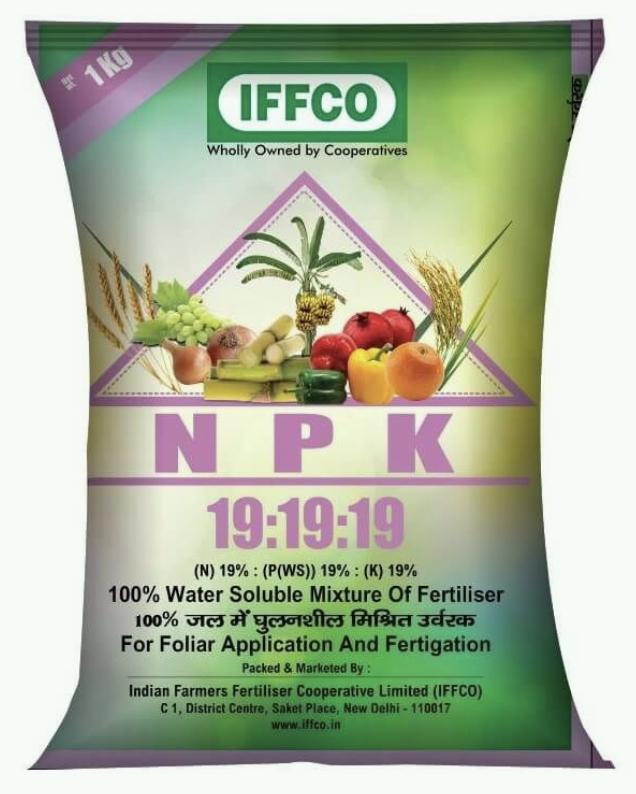 1 Kg
IFFCO
Wholly Owned by Cooperatives
N P K
19:19:19
(N) 19% : (P(WS)) 19% : (K) 19%
100% Water Soluble Mixture Of Fertiliser
100% जल में घुलनशील मिश्रित उर्वरक
For Foliar Application And Fertigation
Packed & Marketed By :
Indian Farmers Fertiliser Cooperative Limited (IFFCO)
C 1, District Centre, Saket Place, New Delhi - 110017
www.iffco.in
उर्वरक